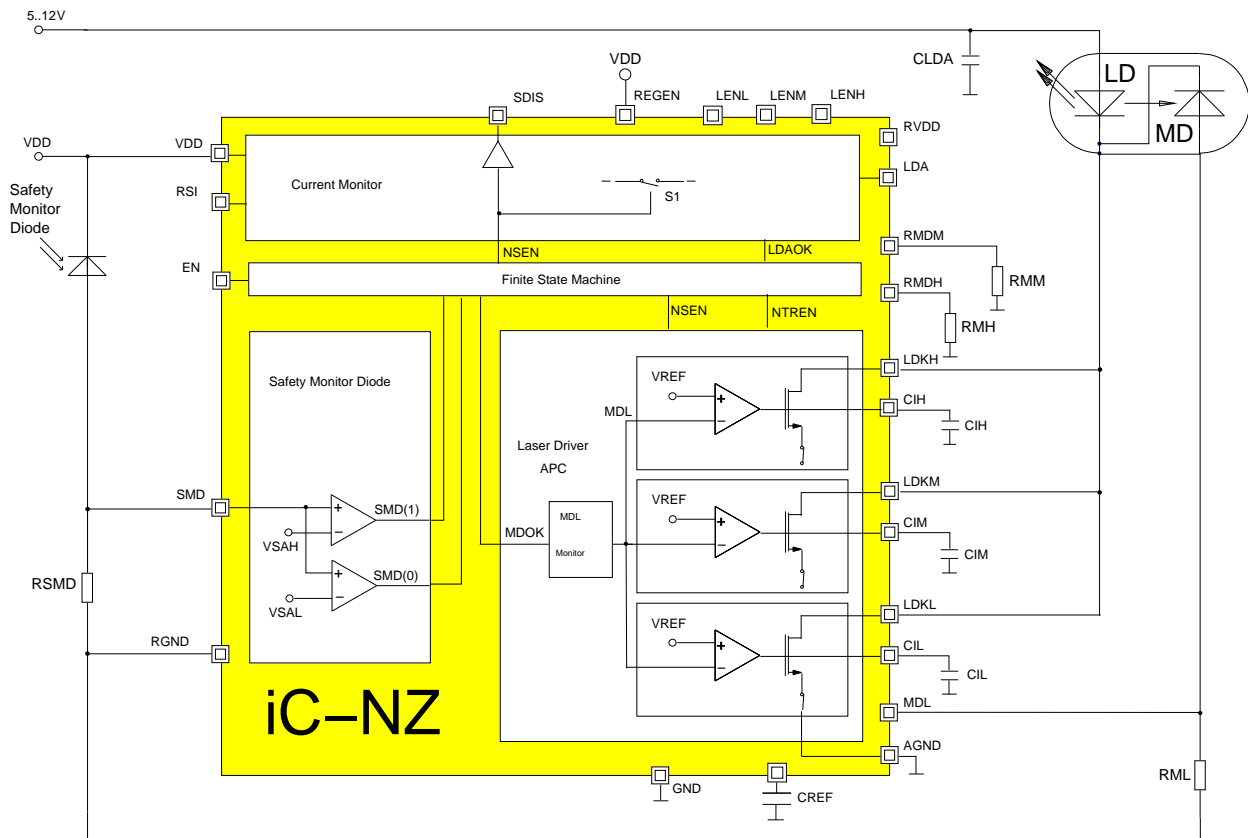 5..12V
CLDA
LD
MD
VDD
SDIS
REGEN
LENL
LENM
LENH
RVDD
LDA
VDD
VDD
RSI
EN
Safety
Monitor
Diode
Current Monitor
S1
NSEN
LDAOK
Finite State Machine
NSEN
NTREN
RMDM
RMM
RMDH
RMH
Safety Monitor Diode
SMD
VSAH
+
−
SMD(1)
VSAL
+
−
SMD(0)
RSMD
RGND
Laser Driver
APC
MDOK
MDL
Monitor
MDL
VREF
+
−
LDKH
CIH
CIH
VREF
+
−
LDKM
CIM
CIM
VREF
+
−
LDKL
CIL
CIL
MDL
AGND
RML
iC–NZ
GND
CREF